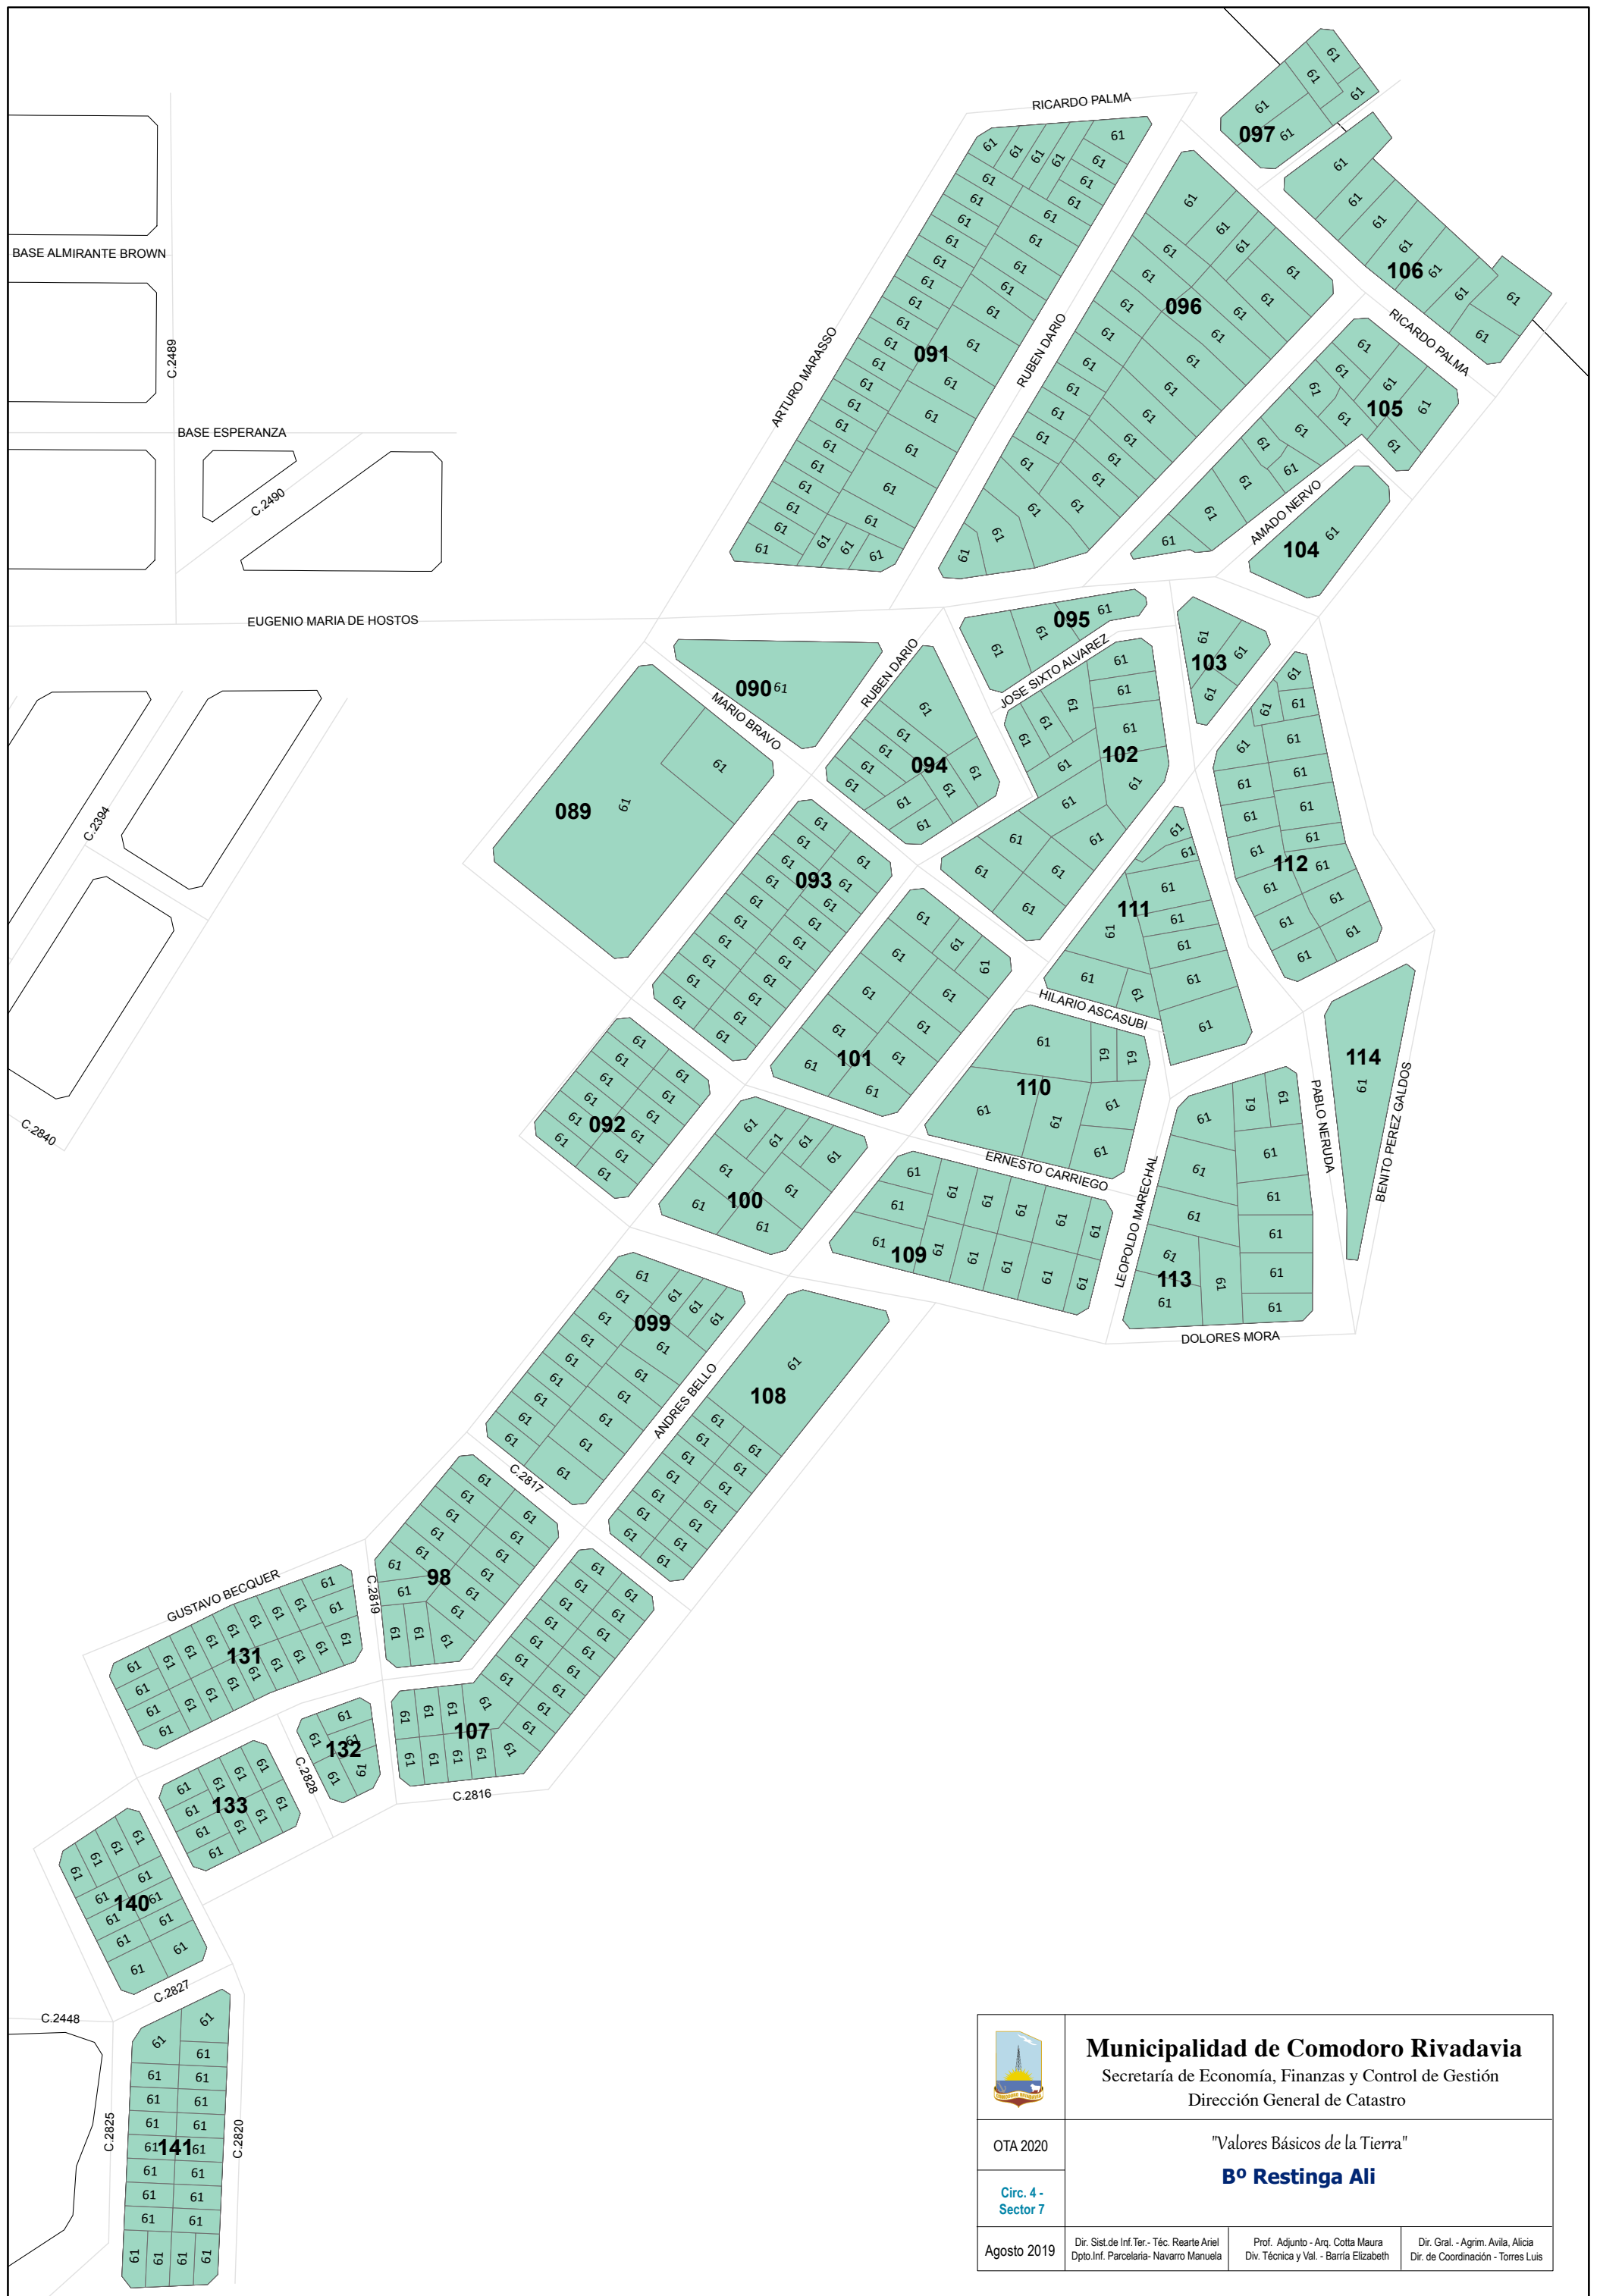 RICARDO PALMA
097
BASE ALMIRANTE BROWN
106
096
RICARDO PALMA
C.2489
ARTURO MARASSO
091
RUBEN DARIO
105
BASE ESPERANZA
C.2490
AMADO NERVO
104
EUGENIO MARIA DE HOSTOS
095
JOSE SIXTO ALVAREZ
103
090
61
MARIO BRAVO
RUBEN DARIO
094
102
089
61
61
C.2394
093
112
111
HILARIO ASCASUBI
101
110
114
61
C.2840
092
100
ERNESTO CARRIEGO
LEOPOLDO MARECHAL
PABLO NERUDA
BENITO PEREZ GALDOS
109
113
DOLORES MORA
099
ANDRES BELLO
108
C.2817
98
GUSTAVO BECQUER
C.2819
131
107
132
C.2828
C.2816
133
140
C.2827
C.2448
C.2825
141
C.2820
COMODORO RIVADAVIA
Municipalidad de Comodoro Rivadavia
Secretaría de Economía, Finanzas y Control de Gestión
Dirección General de Catastro
OTA 2020
"Valores Básicos de la Tierra"
Bº Restinga Ali
Circ. 4 -
Sector 7
Agosto 2019
Dir. Sist.de Inf.Ter.- Téc. Rearte Ariel
Dpto.Inf. Parcelaria- Navarro Manuela
Prof. Adjunto - Arq. Cotta Maura
Div. Técnica y Val. - Barría Elizabeth
Dir. Gral. - Agrim. Avila, Alicia
Dir. de Coordinación - Torres Luis